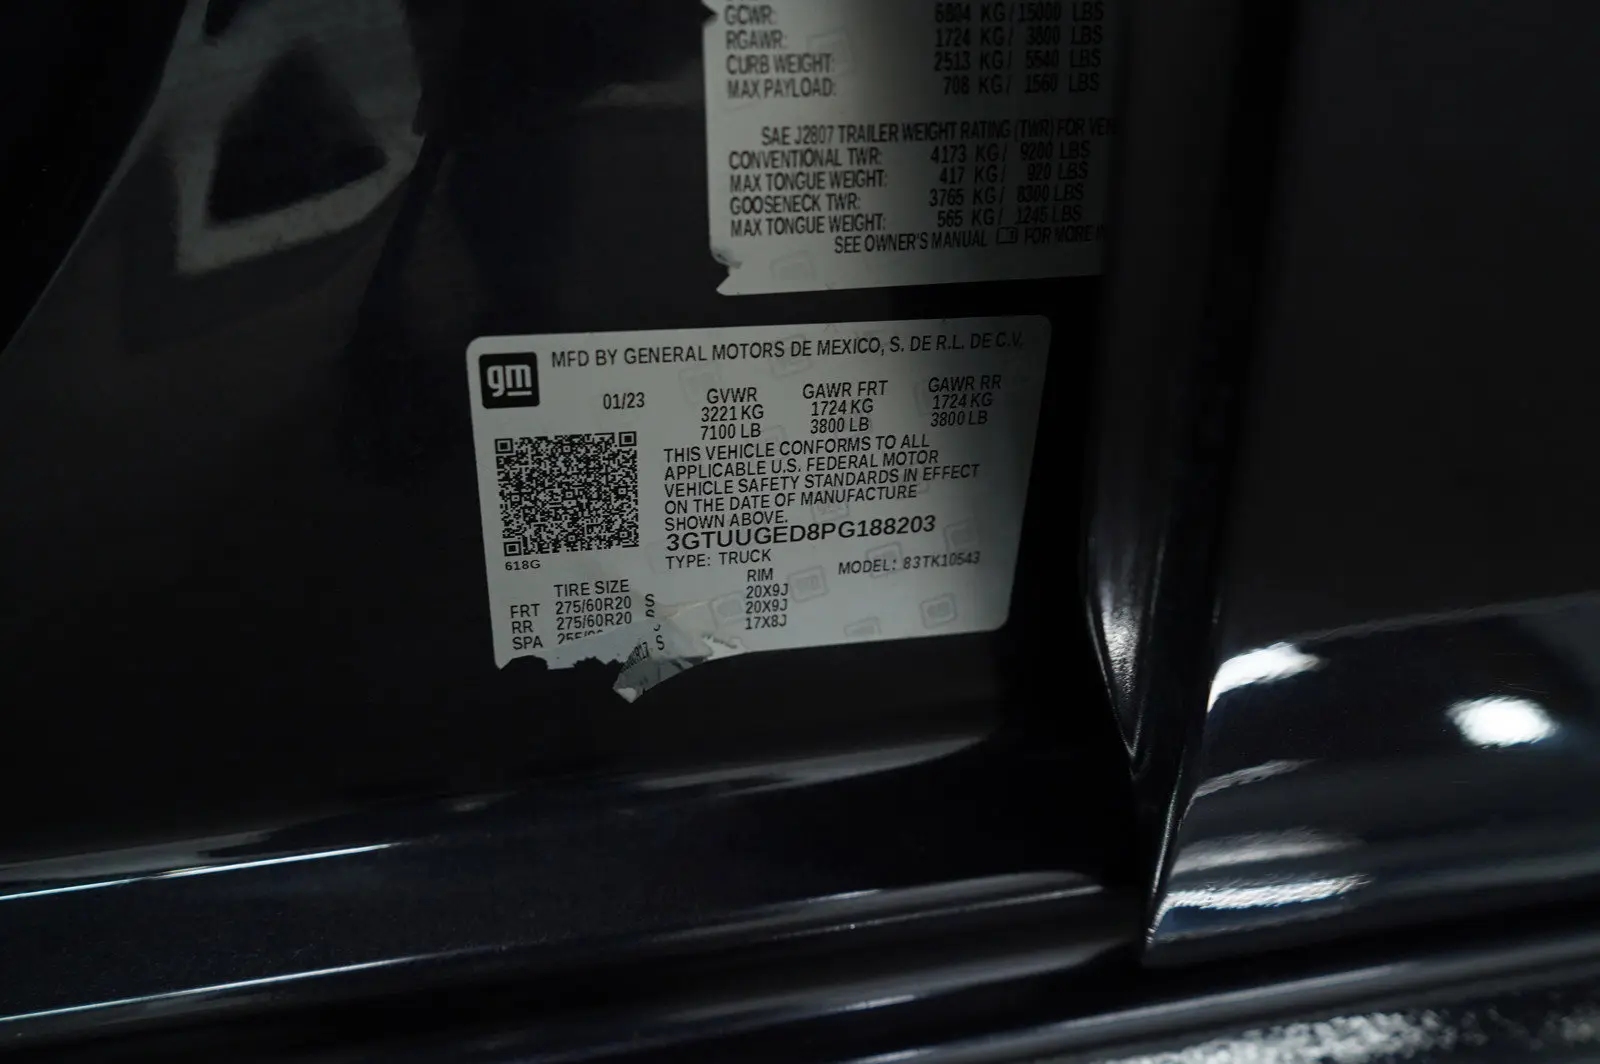 GCWR: 6804 KG/15000 LBS
RGAWR: 1724 KG/ 3800 LBS
CURB WEIGHT: 2513 KG/ 5540 LBS
MAX PAYLOAD: 708 KG/ 1560 LBS
SAE J2807 TRAILER WEIGHT RATING (TWR) FOR
CONVENTIONAL TWR: 4173 KG/ 9200 LBS
MAX TONGUE WEIGHT: 417 KG/ 920 LBS
GOOSENECK TWR: 3765 KG/ 8300 LBS
MAX TONGUE WEIGHT: 565 KG/ 1245 LBS
SEE OWNER'S MANUAL FOR MORE
gm
MFD BY GENERAL MOTORS DE MEXICO, S. DE R.L. DE C.V.
01/23
GVWR GAWR FRT GAWR RR
3221 KG 1724 KG 1724 KG
7100 LB 3800 LB 3800 LB
THIS VEHICLE CONFORMS TO ALL
APPLICABLE U.S. FEDERAL MOTOR
VEHICLE SAFETY STANDARDS IN EFFECT
ON THE DATE OF MANUFACTURE
SHOWN ABOVE.
3GTUUGED8PG188203
618G
TYPE: TRUCK MODEL: 83TK10543
TIRE SIZE RIM
FRT 275/60R20 S 20X9J
RR 275/60R20 S 20X9J
SPA S 17X8J